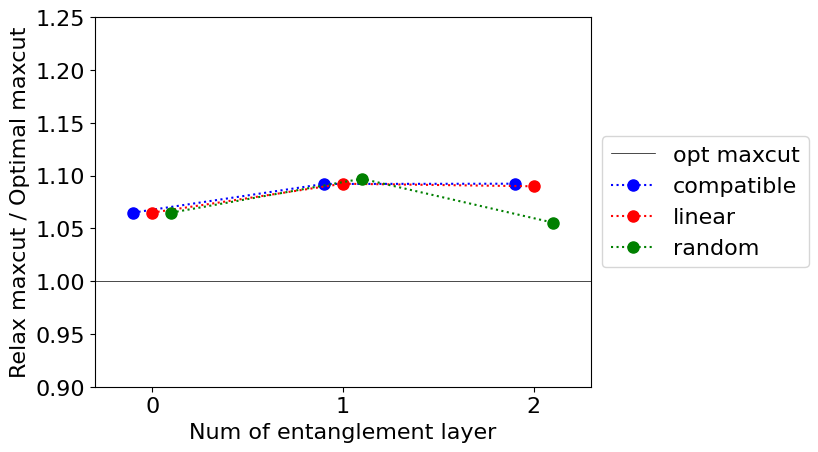 Relax maxcut / Optimal maxcut
1.25
1.20
1.15
1.10
1.05
1.00
0.95
0.90
0
1
2
Num of entanglement layer
opt maxcut
compatible
linear
random